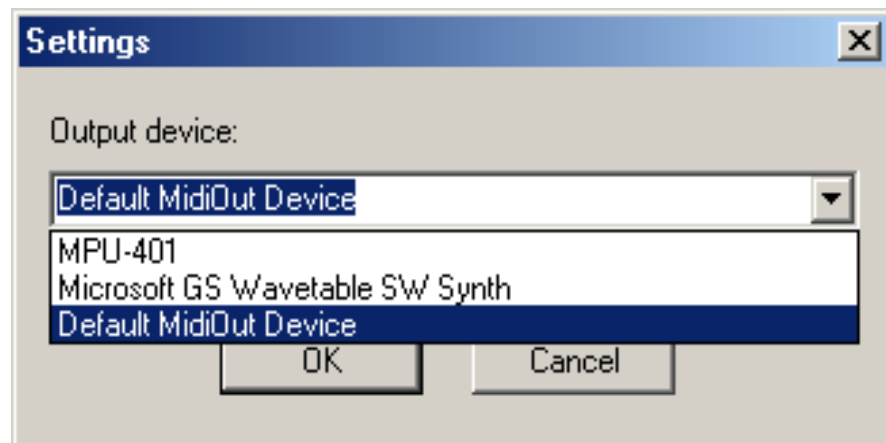 Settings
Output device:
Default MidiOut Device
MPU-401
Microsoft GS Wavetable SW Synth
Default MidiOut Device
OK Cancel